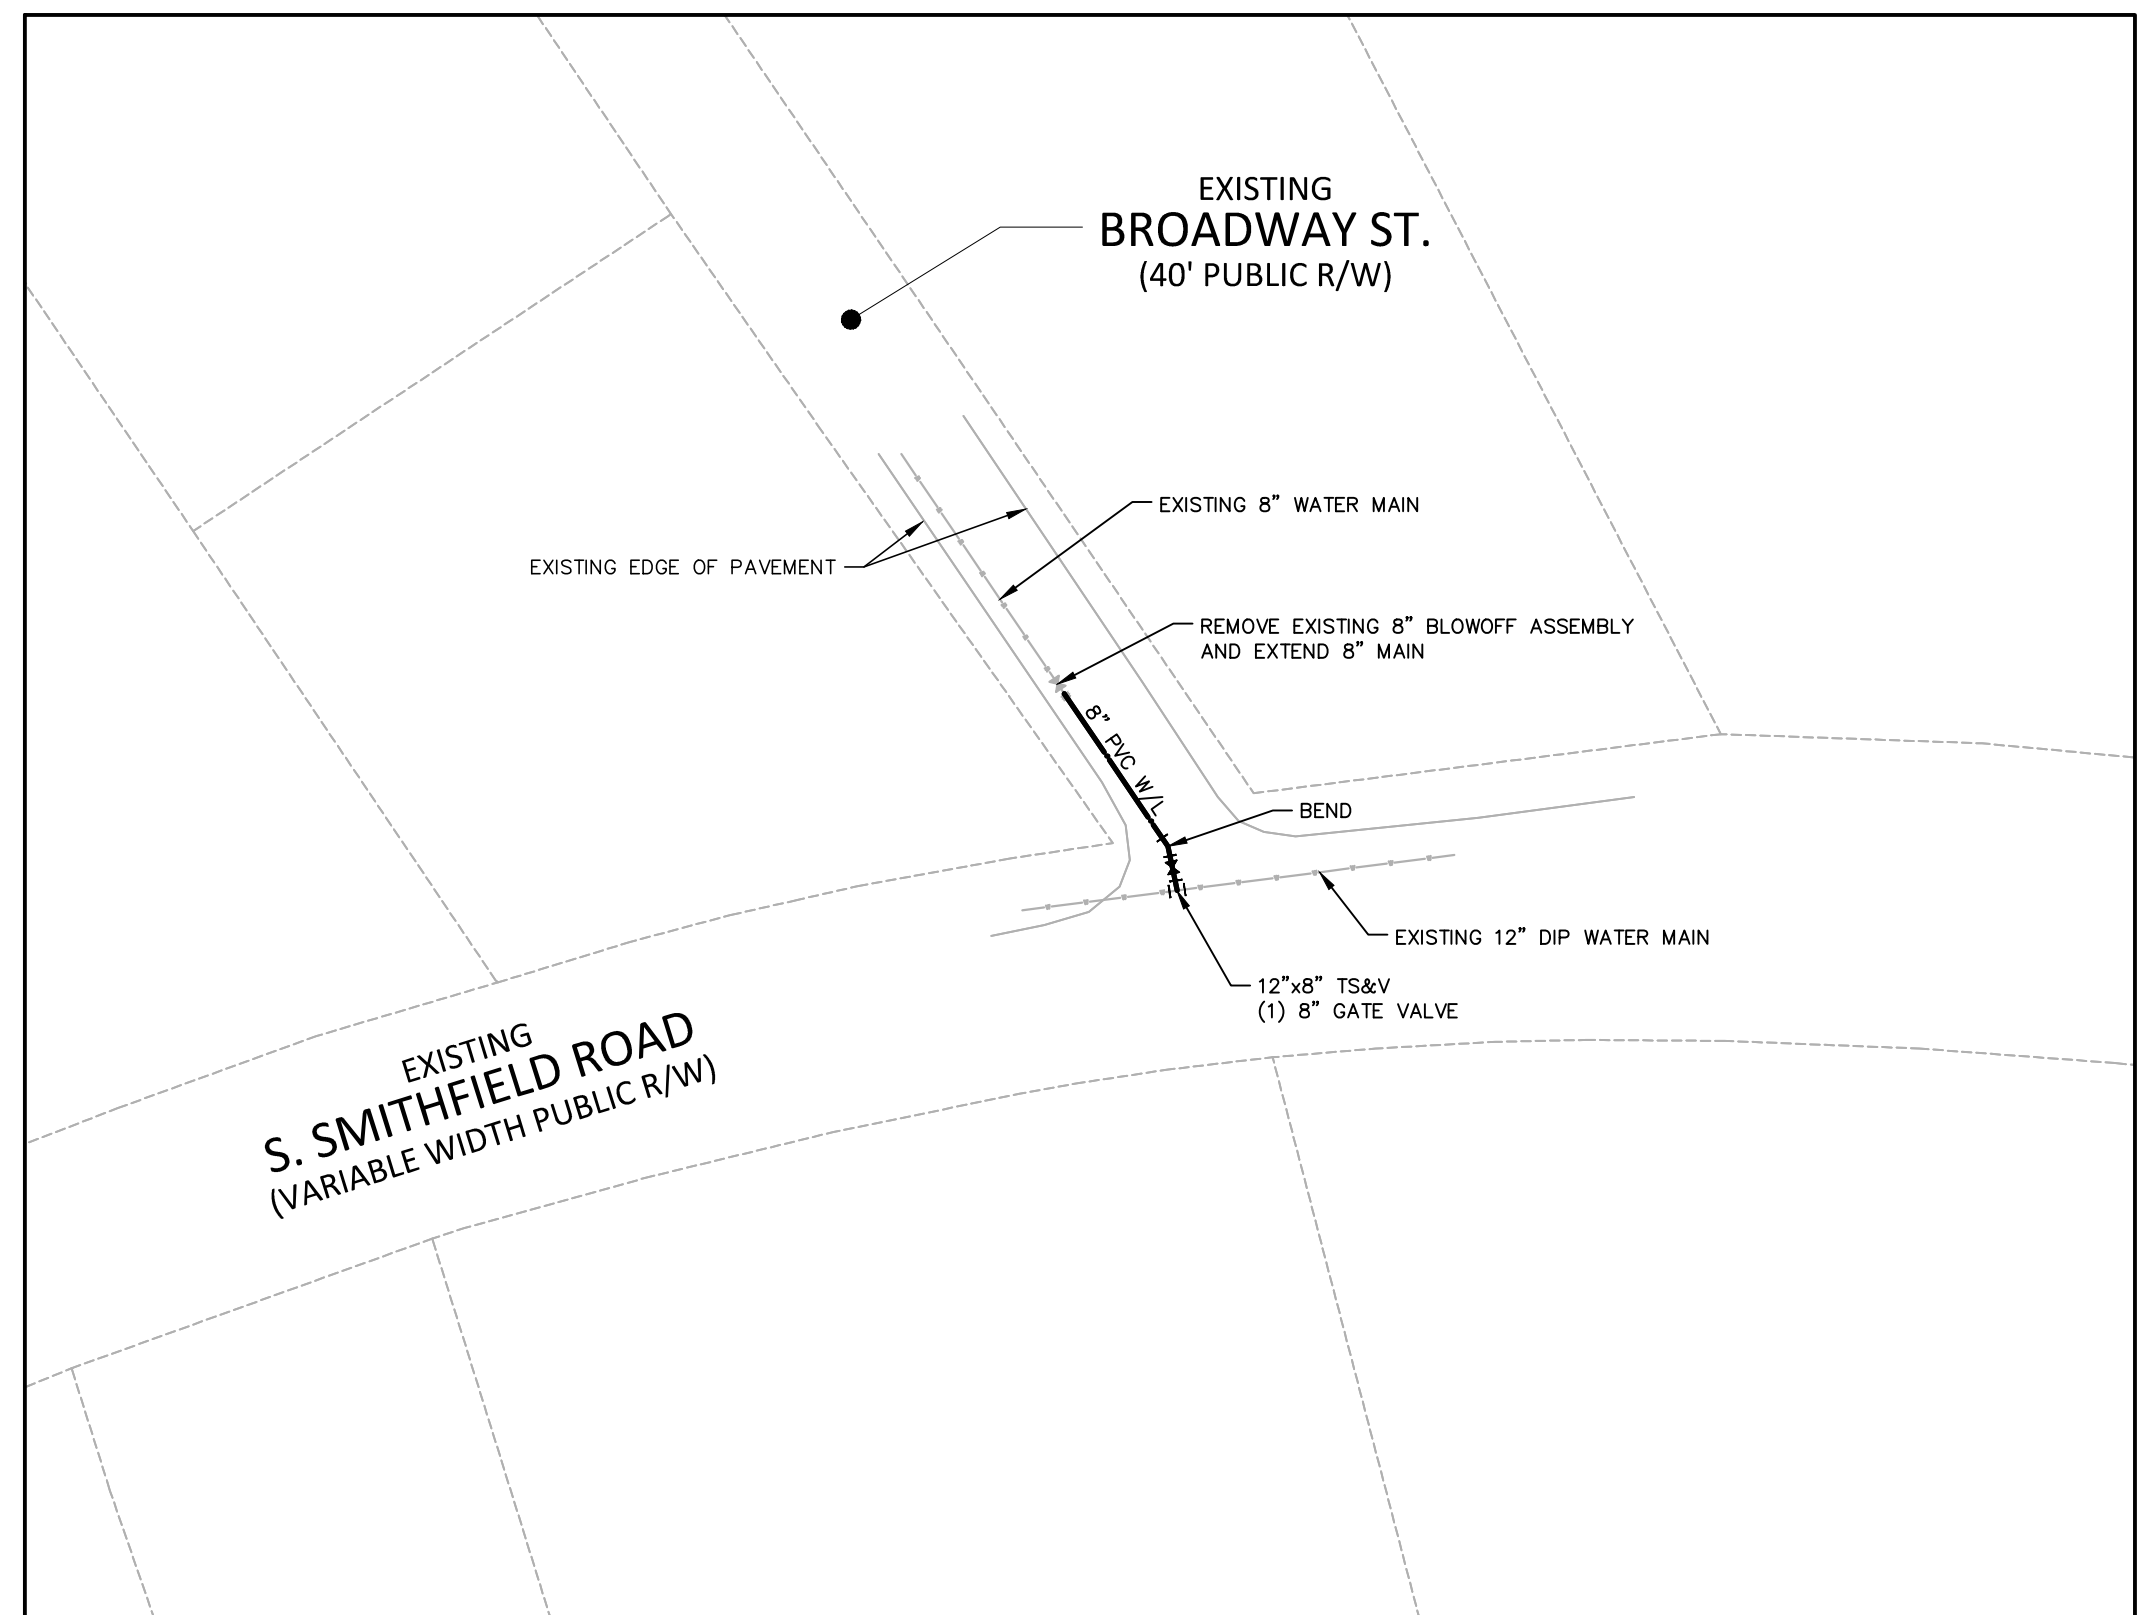 EXISTING
BROADWAY ST.
(40' PUBLIC R/W)
EXISTING 8" WATER MAIN
EXISTING EDGE OF PAVEMENT
REMOVE EXISTING 8" BLOWOFF ASSEMBLY
AND EXTEND 8" MAIN
8" PVC W/L
BEND
EXISTING 12" DIP WATER MAIN
12"x8" TS&V
(1) 8" GATE VALVE
EXISTING
S. SMITHFIELD ROAD
(VARIABLE WIDTH PUBLIC R/W)